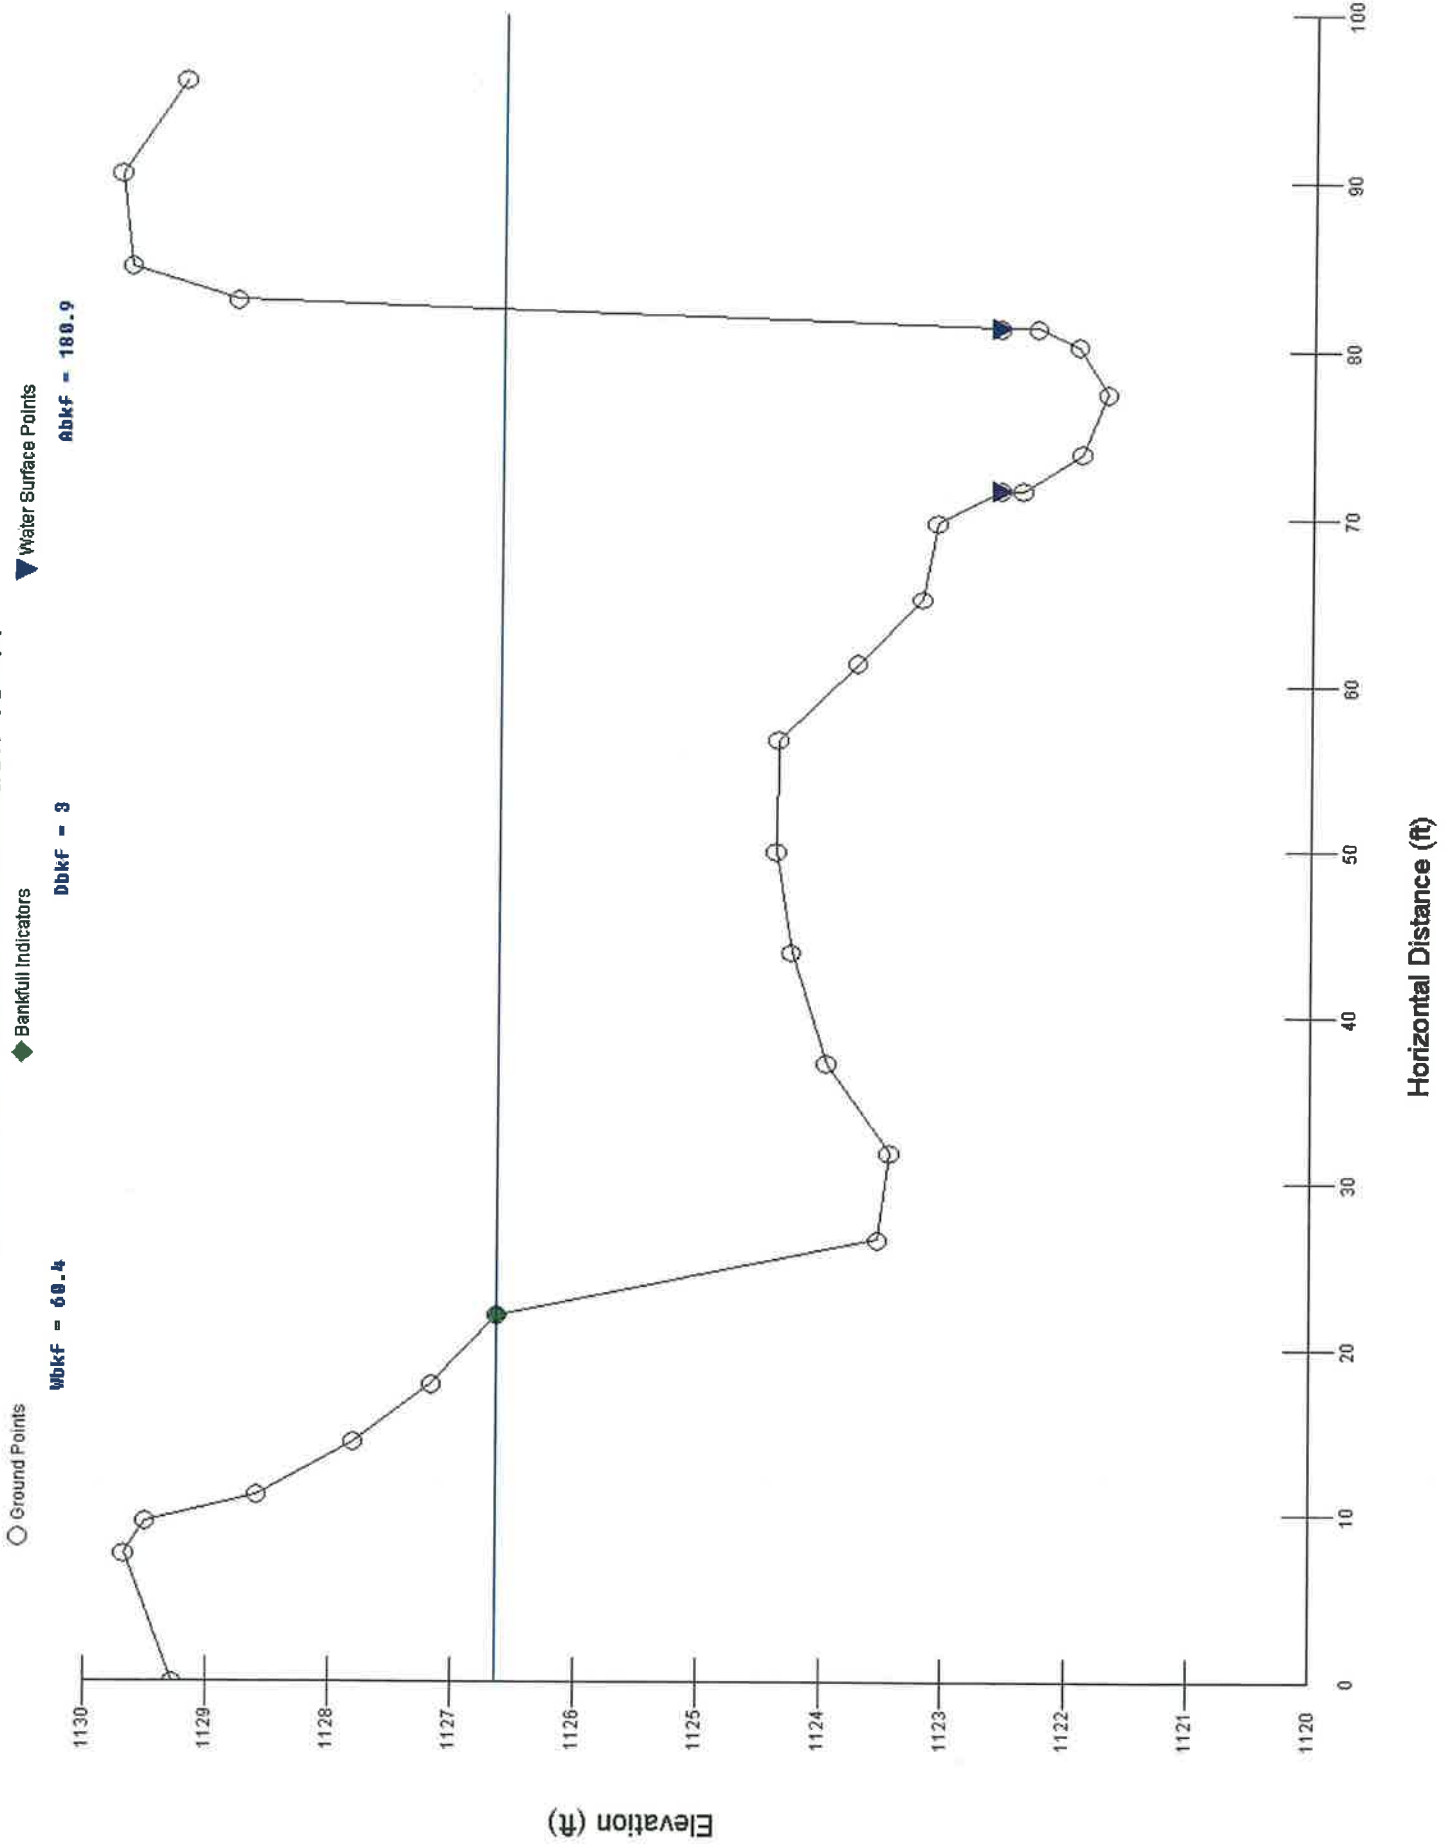 Ground Points Bankfull Indicators Water Surface Points
Wbkf = 60.4 Dbkf = 3 Abkf = 180.9
1130
1129
1128
1127
1126
1125
1124
1123
1122
1121
1120
Elevation (ft)
0 10 20 30 40 50 60 70 80 90 100
Horizontal Distance (ft)